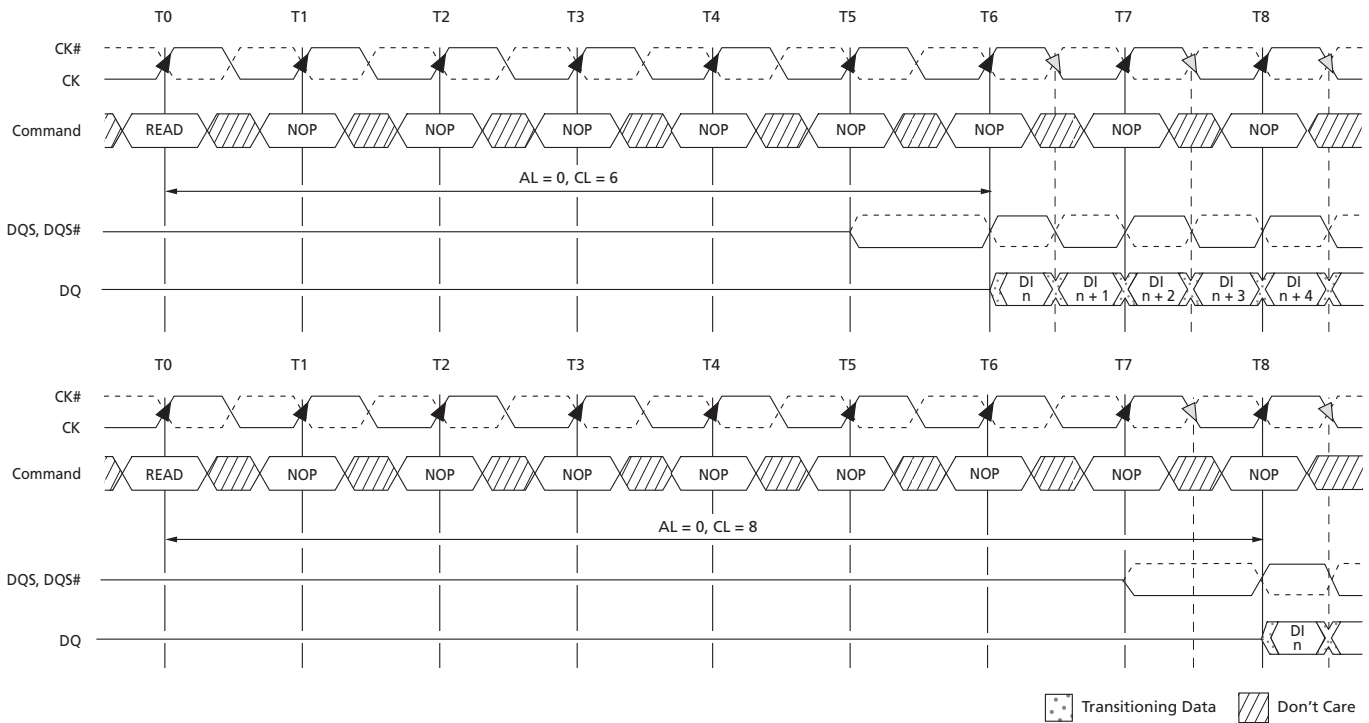 T0 T1 T2 T3 T4 T5 T6 T7 T8
CK#
CK
Command READ NOP NOP NOP NOP NOP NOP NOP NOP
AL = 0, CL = 6
DQS, DQS#
DQ DI n DI n + 1 DI n + 2 DI n + 3 DI n + 4
T0 T1 T2 T3 T4 T5 T6 T7 T8
CK#
CK
Command READ NOP NOP NOP NOP NOP NOP NOP NOP
AL = 0, CL = 8
DQS, DQS#
DQ DI n
Transitioning Data Don't Care